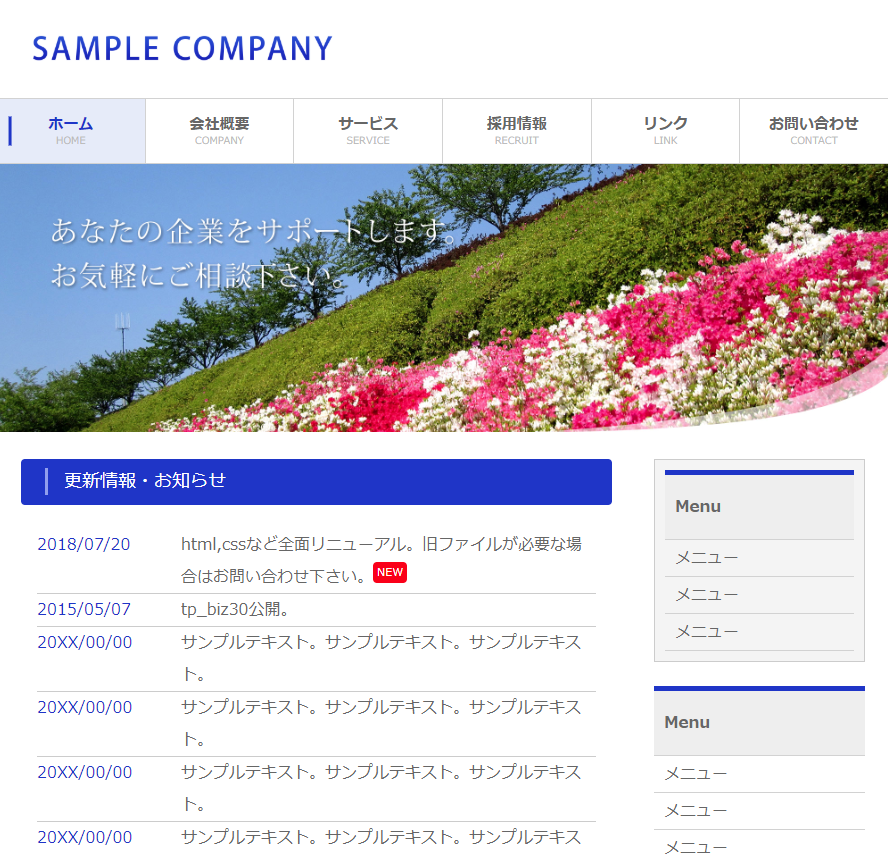 SAMPLE COMPANY
ホーム
HOME
会社概要
COMPANY
サービス
SERVICE
採用情報
RECRUIT
リンク
LINK
お問い合わせ
CONTACT
あなたの企業をサポートします。
お気軽にご相談下さい。
更新情報・お知らせ
2018/07/20 html,cssなど全面リニューアル。旧ファイルが必要な場
合はお問い合わせ下さい。 NEW
2015/05/07 tp_biz30公開。
20XX/00/00 サンプルテキスト。サンプルテキスト。サンプルテキス
ト。
20XX/00/00 サンプルテキスト。サンプルテキスト。サンプルテキス
ト。
20XX/00/00 サンプルテキスト。サンプルテキスト。サンプルテキス
ト。
20XX/00/00 サンプルテキスト。サンプルテキスト。サンプルテキス
Menu
メニュー
メニュー
メニュー
Menu
メニュー
メニュー
メニュー